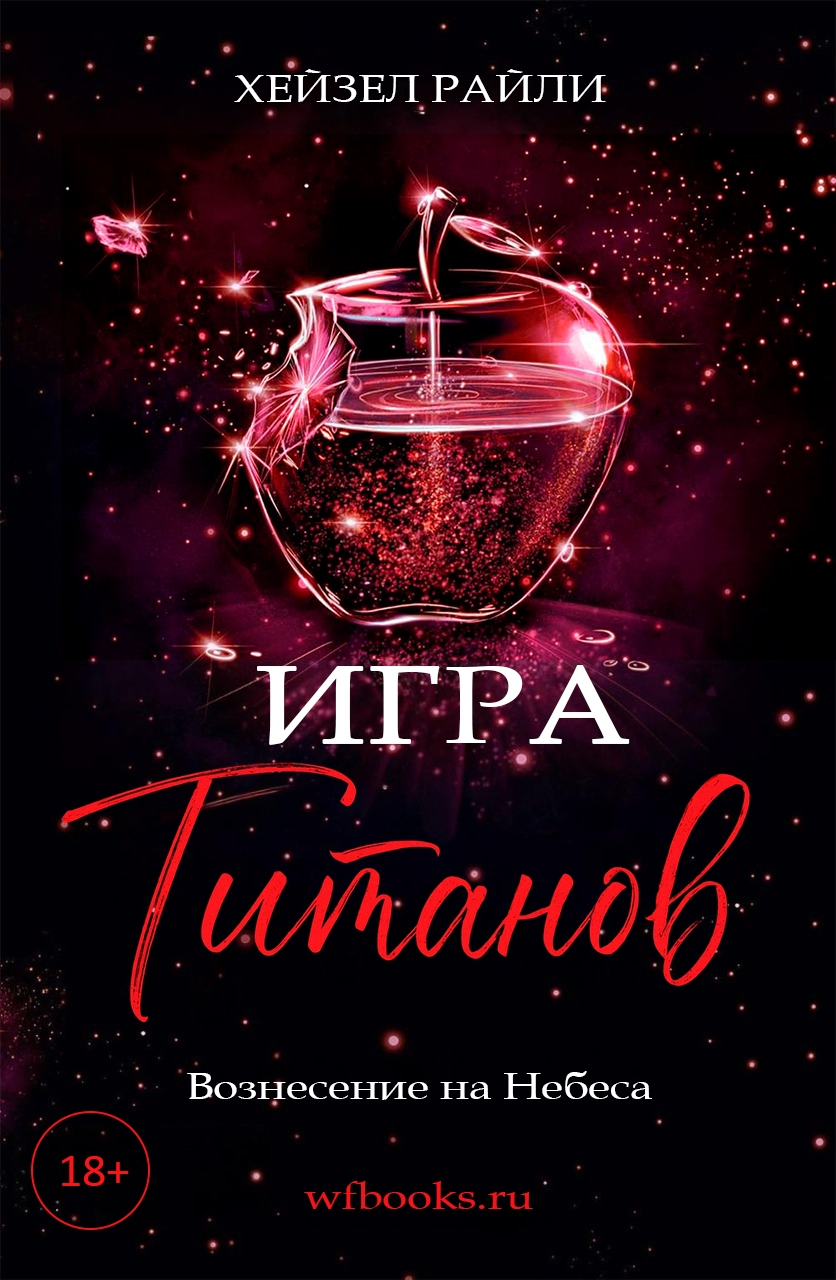 ХЕЙЗЕЛ РАЙЛИ
ИГРА
Титанов
Вознесение на Небеса
18+
wfbooks.ru